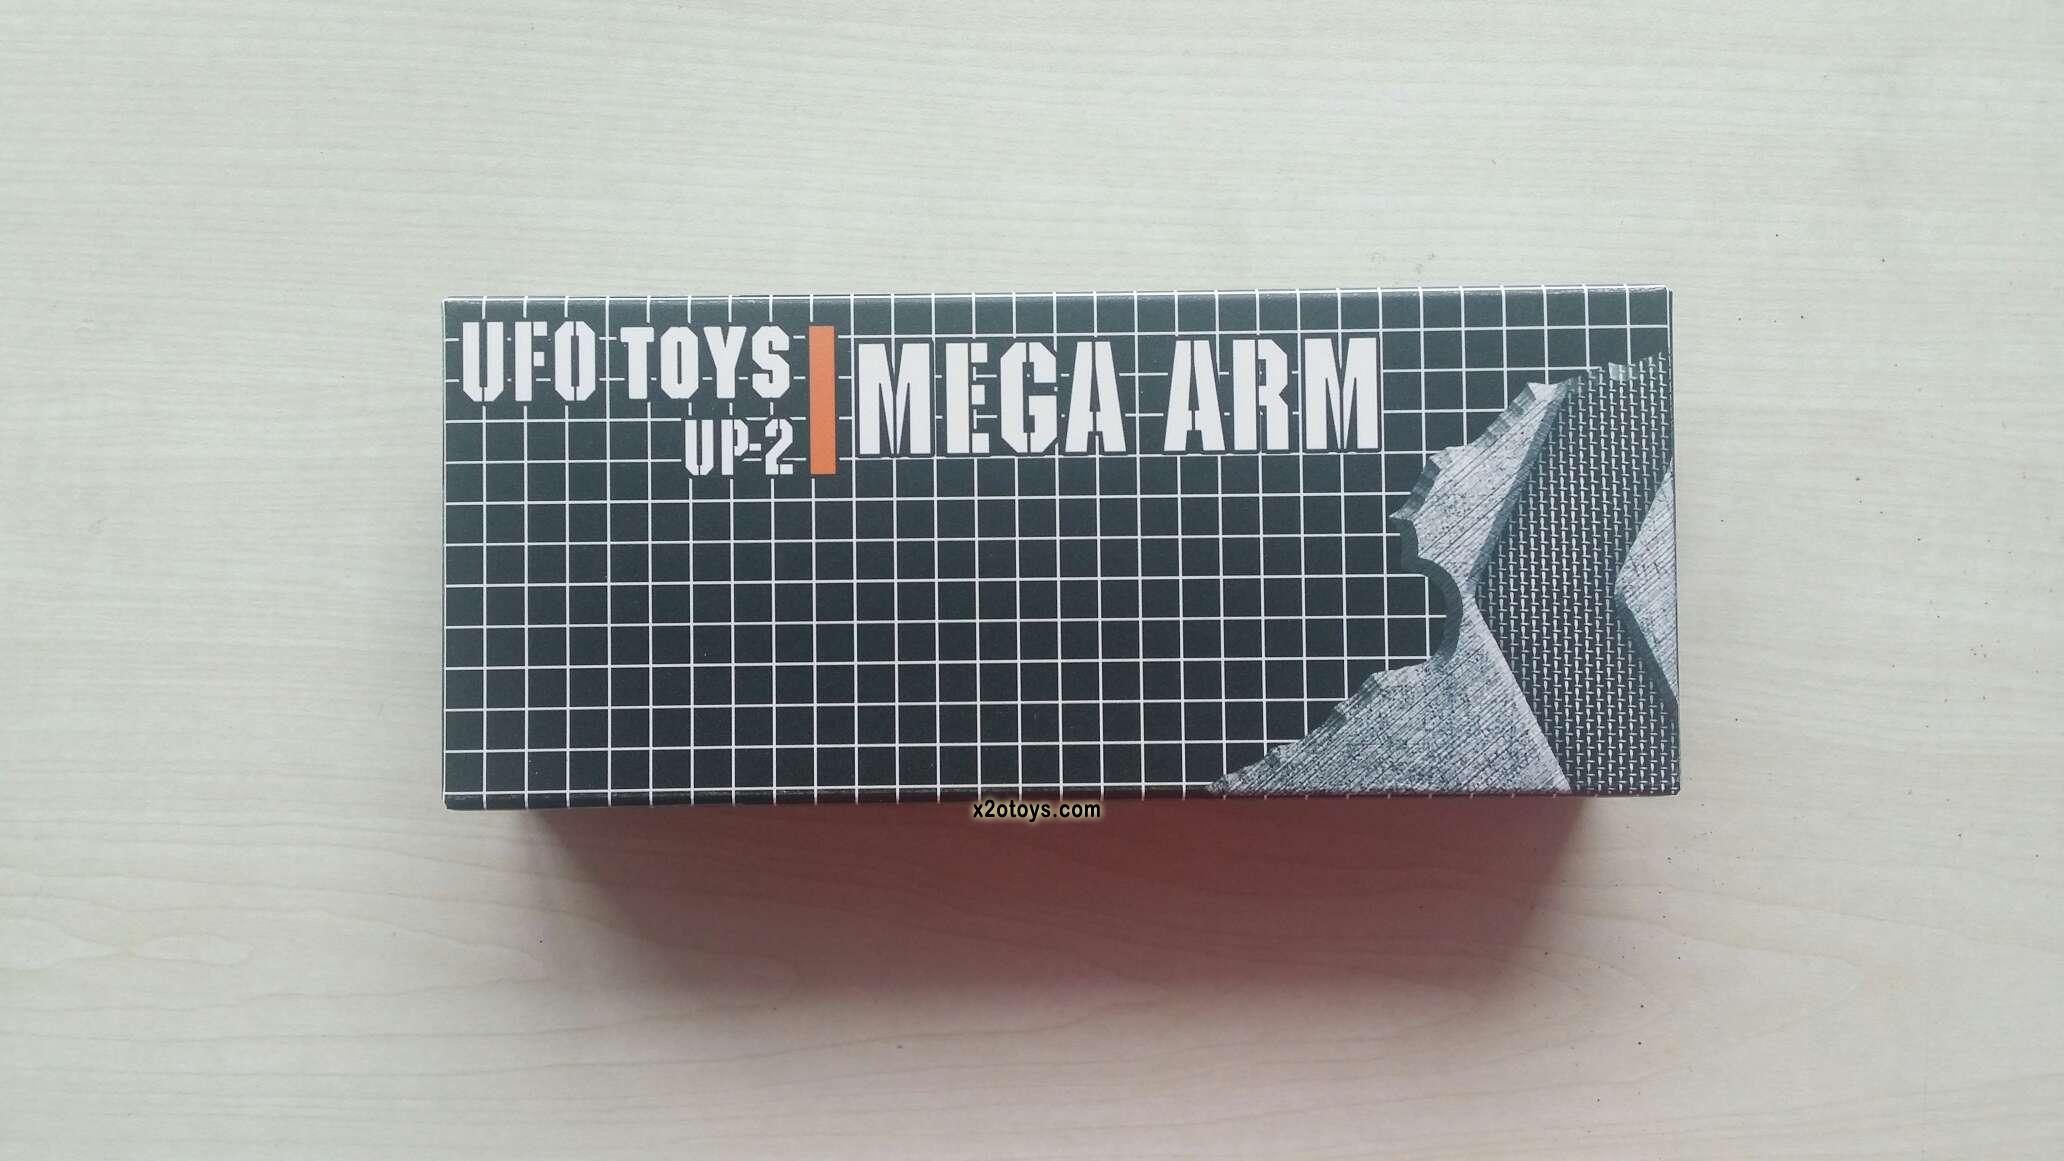 UFO TOYS
UP-2
MEGA ARM
x2otoys.com